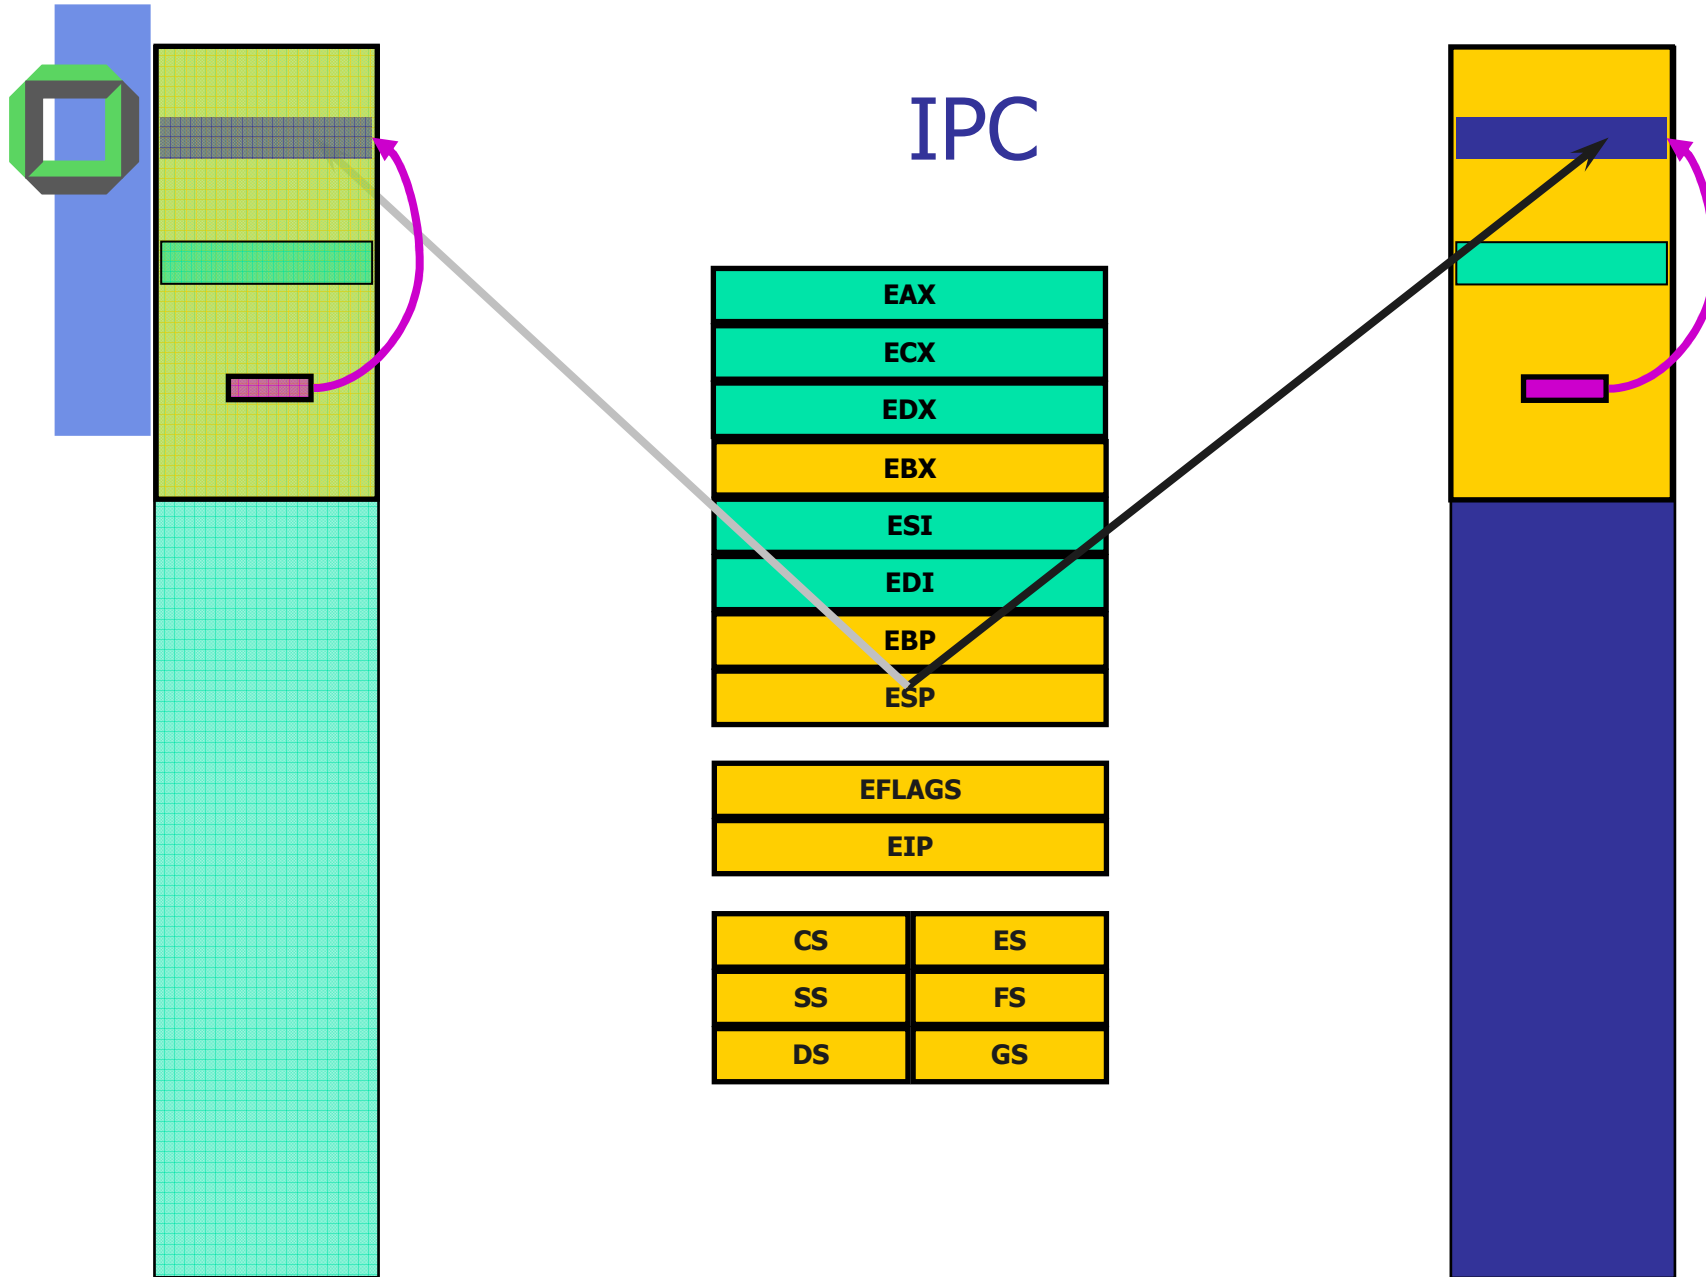 IPC
EAX
ECX
EDX
EBX
ESI
EDI
EBP
ESP
EFLAGS
EIP
CS ES
SS FS
DS GS